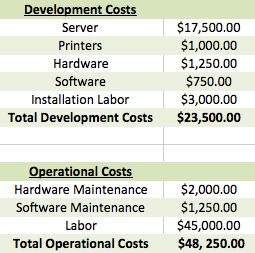 Development Costs
Server $17,500.00
Printers $1,000.00
Hardware $1,250.00
Software $750.00
Installation Labor $3,000.00
Total Development Costs $23,500.00
Operational Costs
Hardware Maintenance $2,000.00
Software Maintenance $1,250.00
Labor $45,000.00
Total Operational Costs $48, 250.00